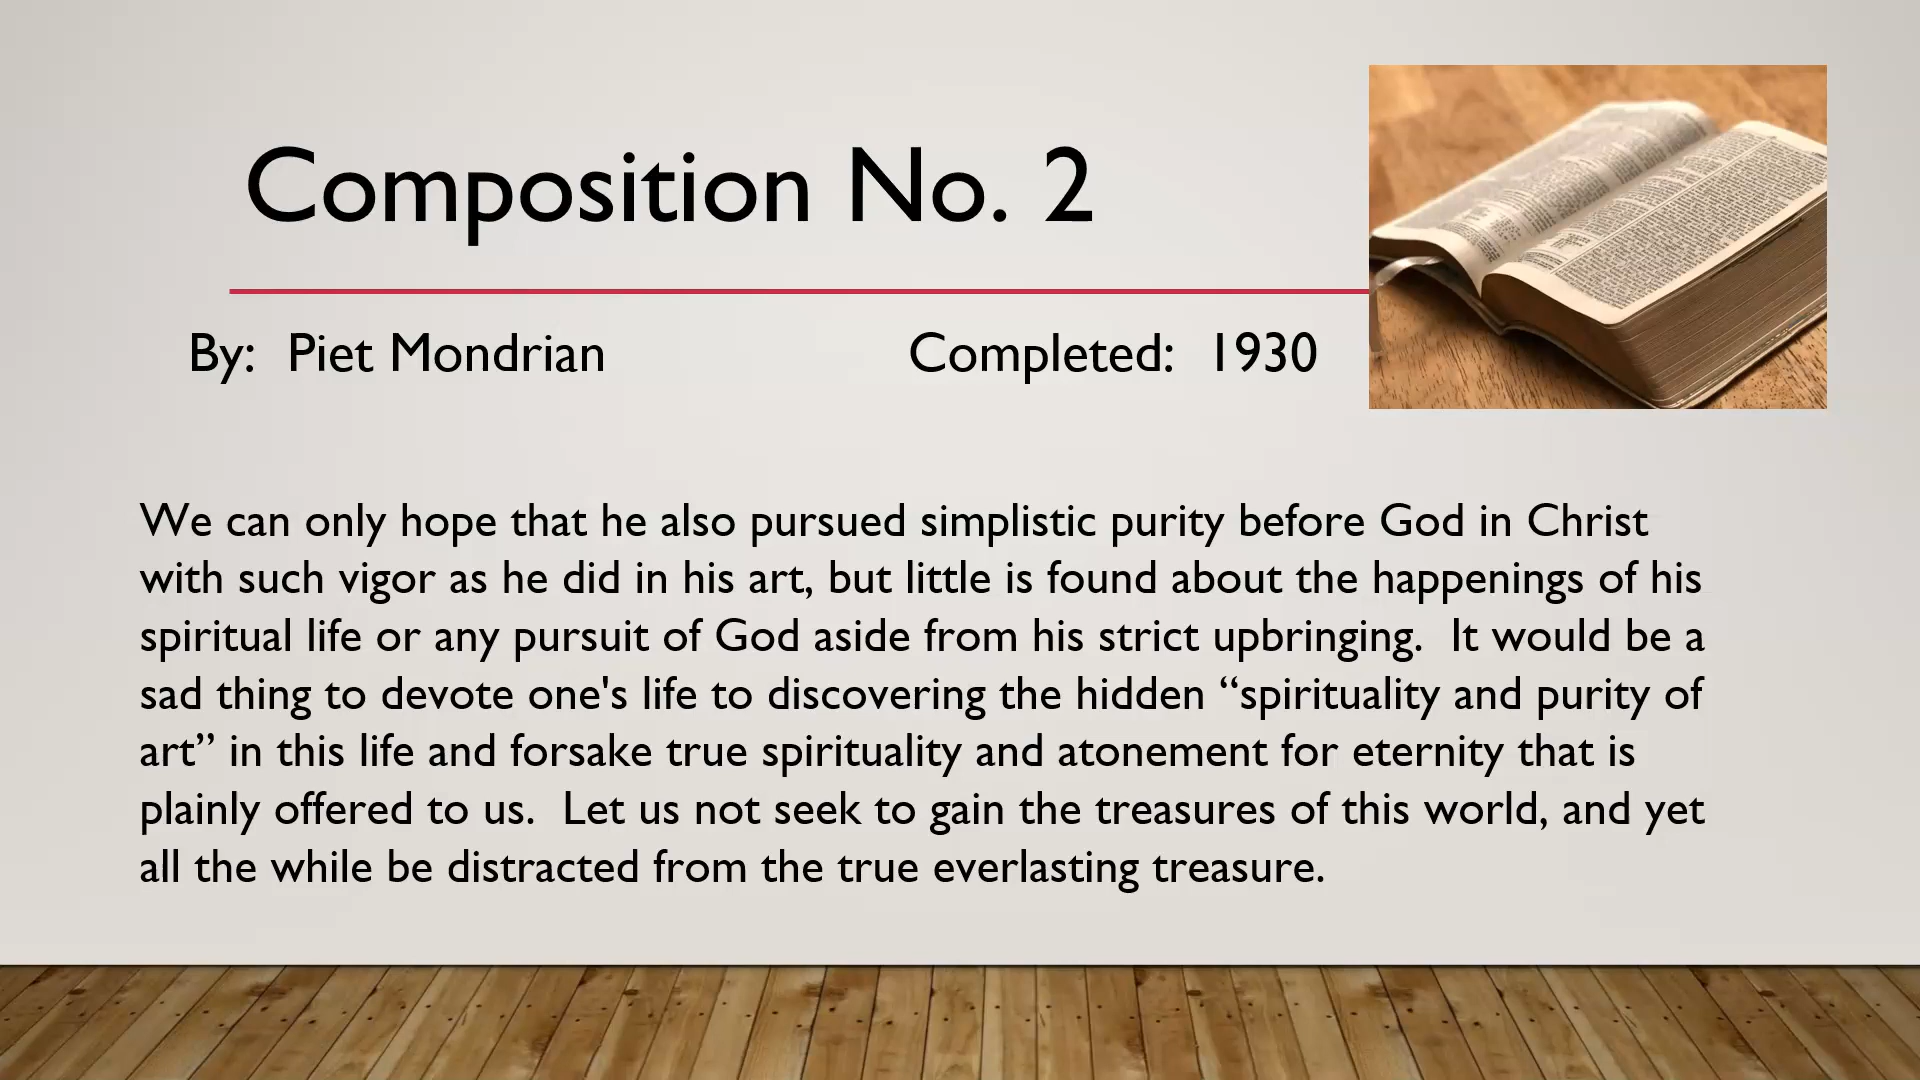 Composition No. 2
By:  Piet Mondrian
Completed:  1930
We can only hope that he also pursued simplistic purity before God in Christ
with such vigor as he did in his art, but little is found about the happenings of his
spiritual life or any pursuit of God aside from his strict upbringing.  It would be a
sad thing to devote one's life to discovering the hidden “spirituality and purity of
art” in this life and forsake true spirituality and atonement for eternity that is
plainly offered to us.  Let us not seek to gain the treasures of this world, and yet
all the while be distracted from the true everlasting treasure.